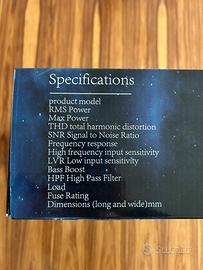 Specifications
product model
RMS Power
Max Power
THD total harmonic distortion
SNR Signal to Noise Ratio
Frequency response
High frequency input sensitivity
LVR Low input sensitivity
Bass Boost
HPF High Pass Filter
Load
Fuse Rating
Dimensions (long and wide)mm